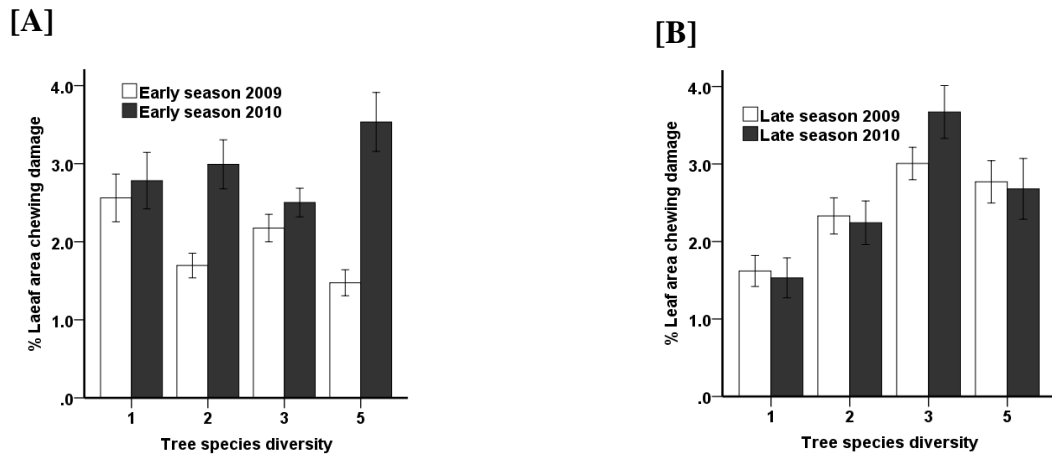 [A]
Early season 2009
Early season 2010
4.0
3.0
2.0
1.0
.0
% Laeaf area chewing damage
1 2 3 5
Tree species diversity
[B]
Late season 2009
Late season 2010
4.0
3.0
2.0
1.0
.0
% Leaf area chewing damage
1 2 3 5
Tree species diversity